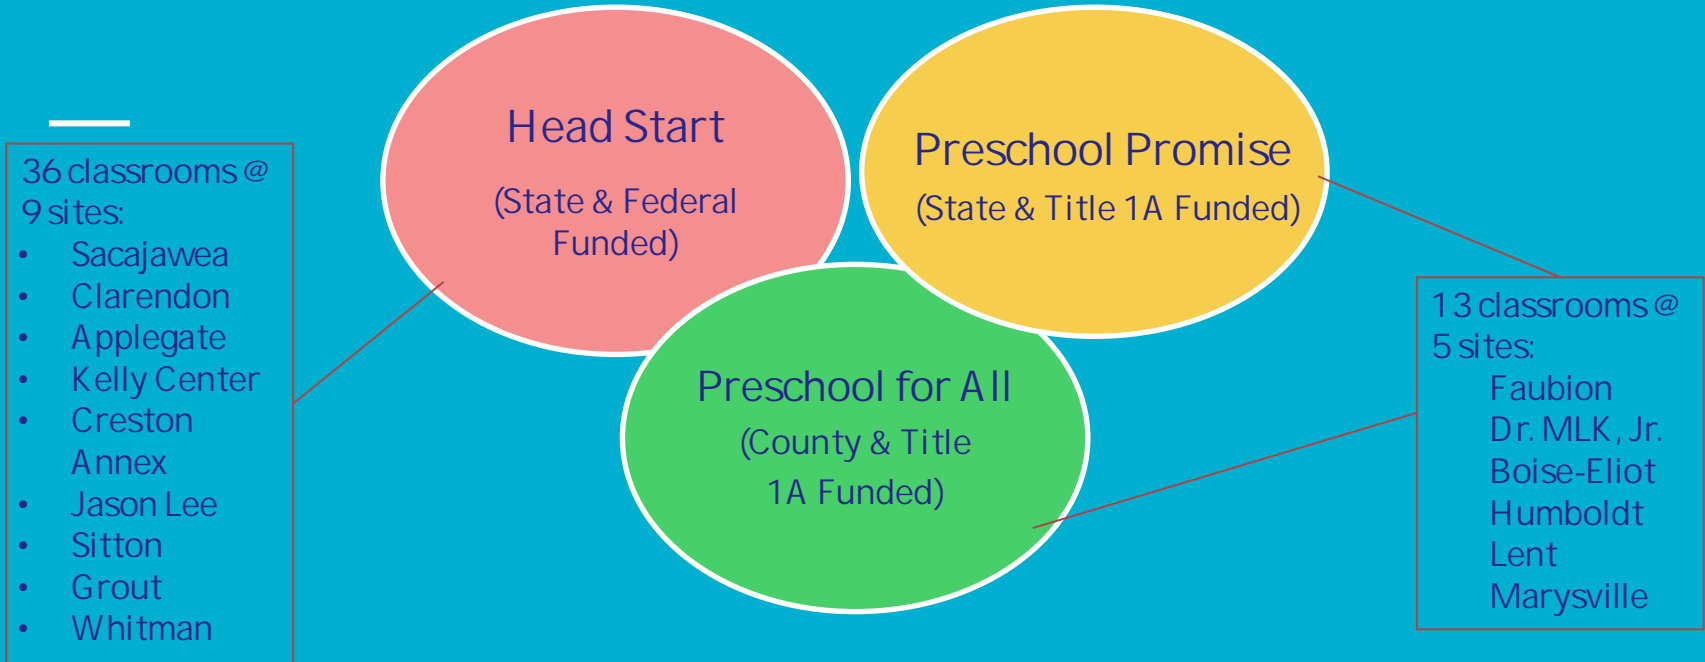 Head Start
(State & Federal
Funded)
Preschool Promise
(State & Title 1A Funded)
Preschool for All
(County & Title
1A Funded)
36 classrooms @
9 sites:
• Sacajawea
• Clarendon
• Applegate
• Kelly Center
• Creston
Annex
• Jason Lee
• Sitton
• Grout
• Whitman
13 classrooms @
5 sites:
Faubion
Dr. MLK, Jr.
Boise-Eliot
Humboldt
Lent
Marysville